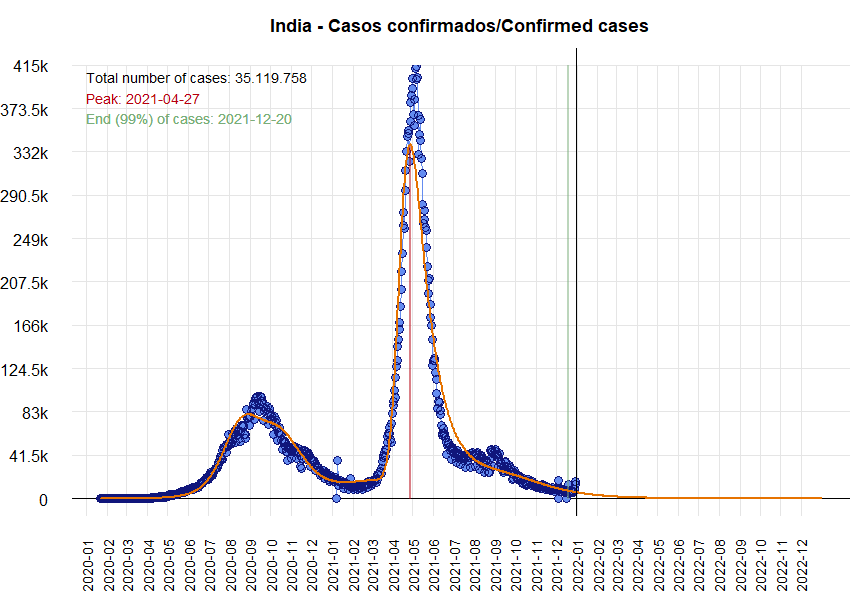 India - Casos confirmados/Confirmed cases
415k
Total number of cases: 35.119.758
Peak: 2021-04-27
373.5k
End (99%) of cases: 2021-12-20
332k
290.5k
249k
207.5k
166k
124.5k
83k
41.5k
0
2020-01
2020-02
2020-03
2020-04
2020-05
2020-06
2020-07
2020-08
2020-09
2020-10
2020-11
2020-12
2021-01
2021-02
2021-03
2021-04
2021-05
2021-06
2021-07
2021-08
2021-09
2021-10
2021-11
2021-12
2022-01
2022-02
2022-03
2022-04
2022-05
2022-06
2022-07
2022-08
2022-09
2022-10
2022-11
2022-12